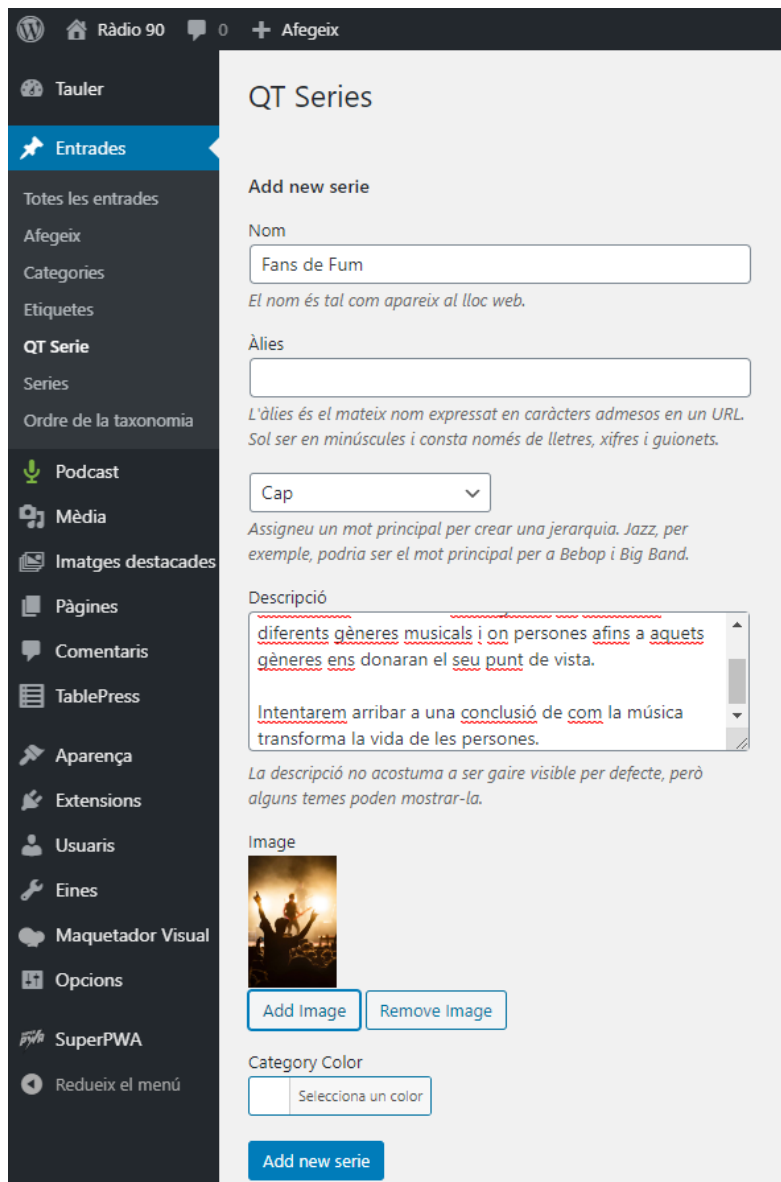 Ràdio 90 0 Afegeix
Tauler
Entrades
Totes les entrades
Afegeix
Categories
Etiquetes
QT Serie
Series
Ordre de la taxonomia
Podcast
Mèdia
Imatges destacades
Pàgines
Comentaris
TablePress
Aparença
Extensions
Usuaris
Eines
Maquetador Visual
Opcions
SuperPWA
Redueix el menú
QT Series
Add new serie
Nom
Fans de Fum
El nom és tal com apareix al lloc web.
Àlies
L'àlies és el mateix nom expressat en caràcters admesos en un URL.
Sol ser en minúscules i consta només de lletres, xifres i guionets.
Cap
Assigneu un mot principal per crear una jerarquia. Jazz, per
exemple, podria ser el mot principal per a Bebop i Big Band.
Descripció
diferents gèneres musicals i on persones afins a aquets
gèneres ens donaran el seu punt de vista.
Intentarem arribar a una conclusió de com la música
transforma la vida de les persones.
La descripció no acostuma a ser gaire visible per defecte, però
alguns temes poden mostrar-la.
Image
Add Image Remove Image
Category Color
Selecciona un color
Add new serie